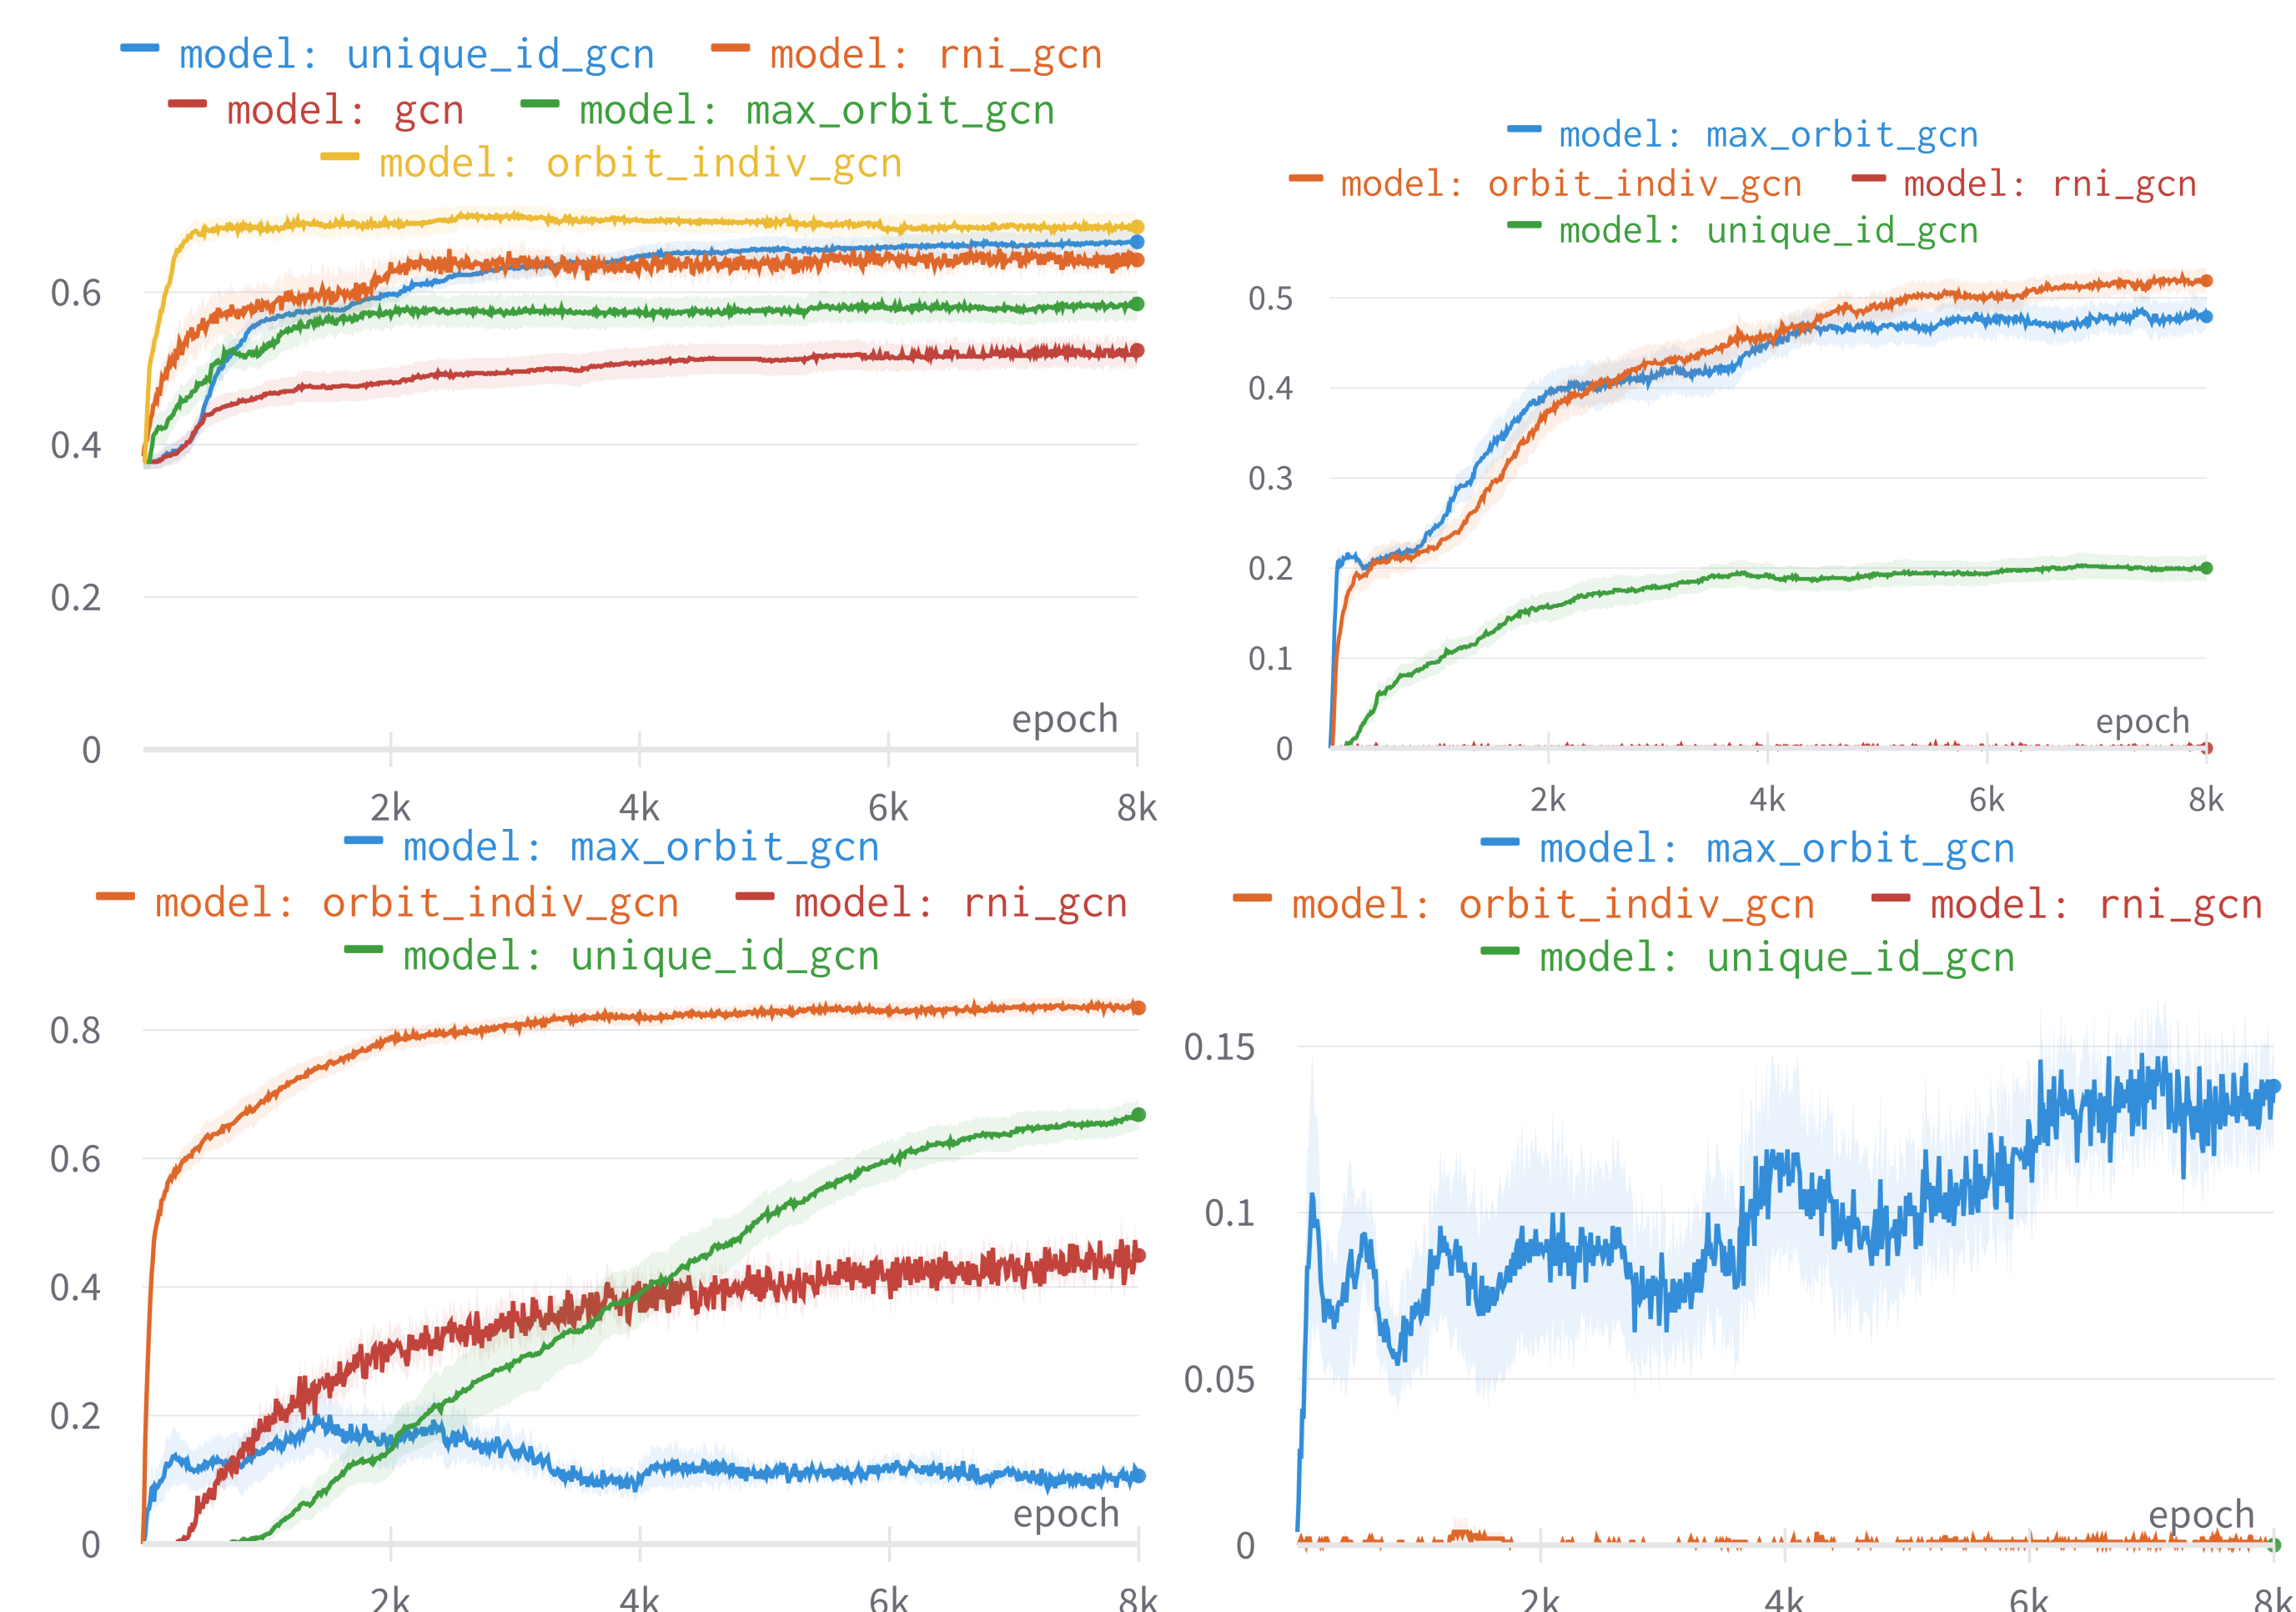 model: unique_id_gcn model: rni_gcn
model: gcn model: max_orbit_gcn
model: orbit_indiv_gcn
0.6
0.4
0.2
0
epoch
2k 4k 6k 8k
model: max_orbit_gcn
model: orbit_indiv_gcn model: rni_gcn
model: unique_id_gcn
0.5
0.4
0.3
0.2
0.1
0
epoch
2k 4k 6k 8k
model: max_orbit_gcn
model: orbit_indiv_gcn model: rni_gcn
model: unique_id_gcn
0.8
0.6
0.4
0.2
0
epoch
2k 4k 6k 8k
model: max_orbit_gcn
model: orbit_indiv_gcn model: rni_gcn
model: unique_id_gcn
0.15
0.1
0.05
0
epoch
2k 4k 6k 8k